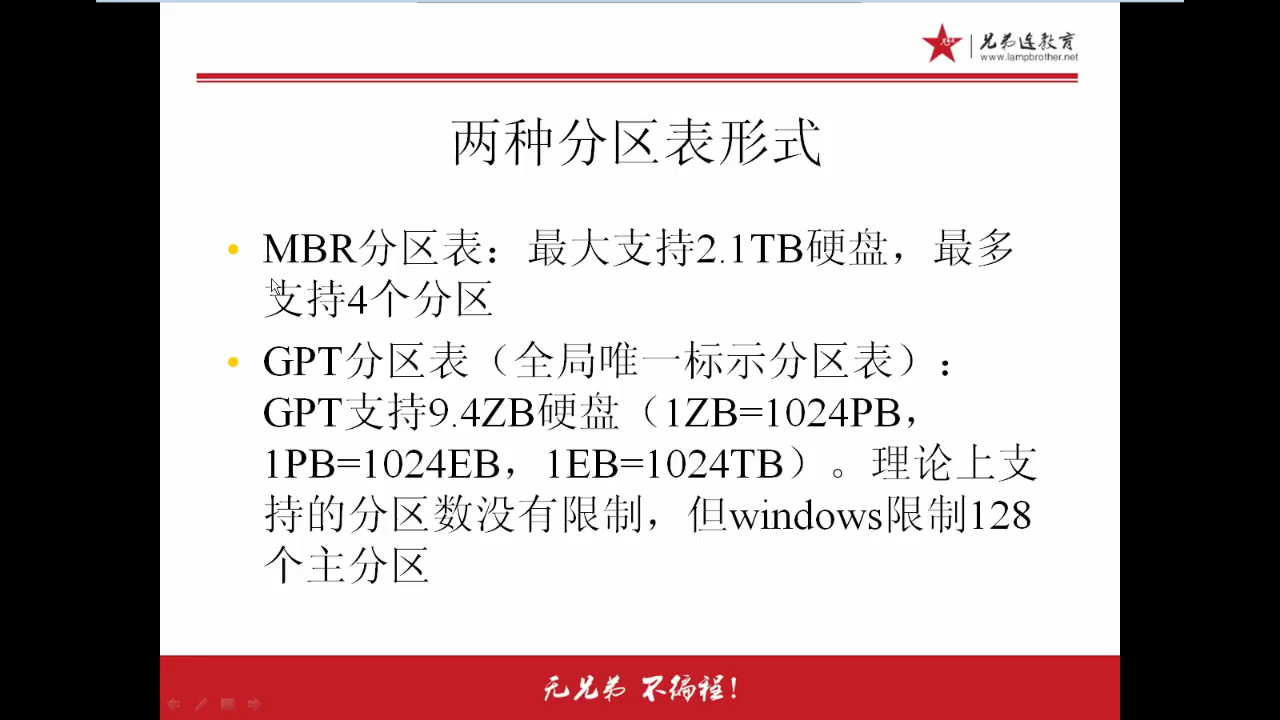 兄弟连教育
www.lampbrother.net
两种分区表形式
• MBR分区表：最大支持2.1TB硬盘，最多
支持4个分区
• GPT分区表（全局唯一标示分区表）：
GPT支持9.4ZB硬盘（1ZB=1024PB，
1PB=1024EB，1EB=1024TB）。理论上支
持的分区数没有限制，但windows限制128
个主分区
无兄弟 不编程！